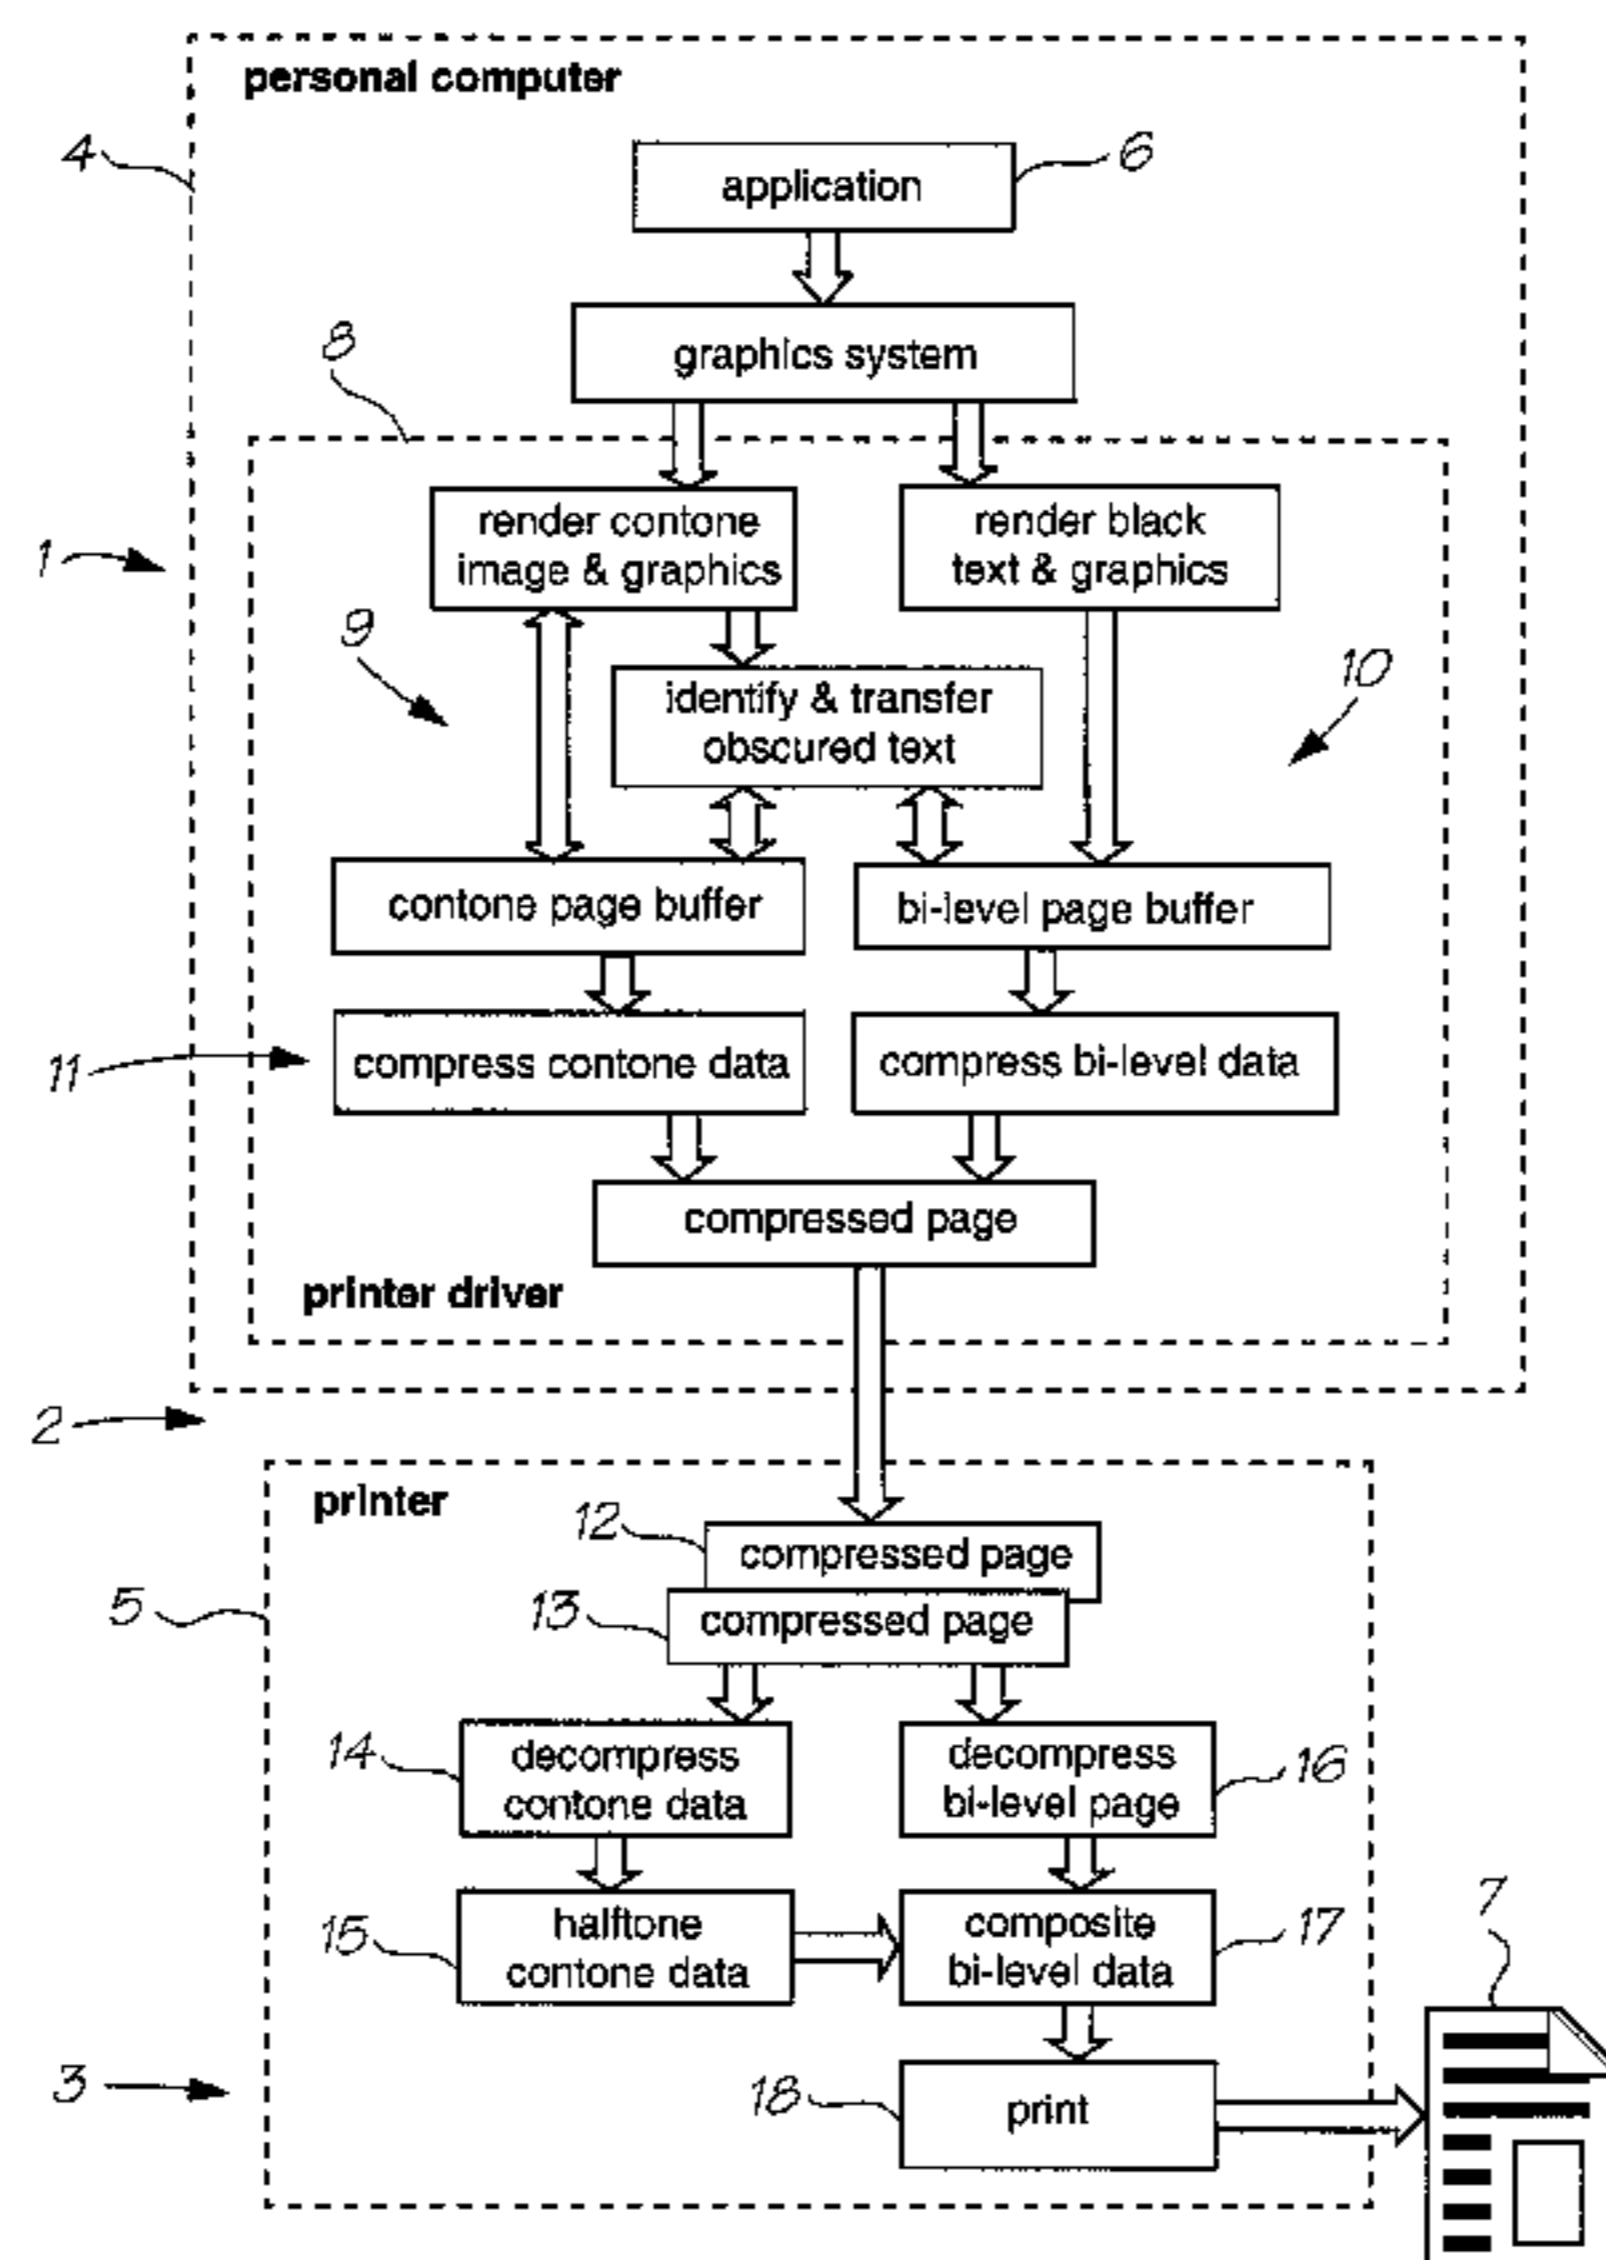 personal computer
4
6
application
graphics system
8
render contone
image & graphics
render black
text & graphics
1
9
10
identify & transfer
obscured text
contone page buffer
bi-level page buffer
11
compress contone data
compress bi-level data
compressed page
printer driver
2
printer
12
compressed page
5
13
compressed page
14
decompress
contone data
decompress
bi-level page
16
15
halftone
contone data
composite
bi-level data
17
7
3
18
print